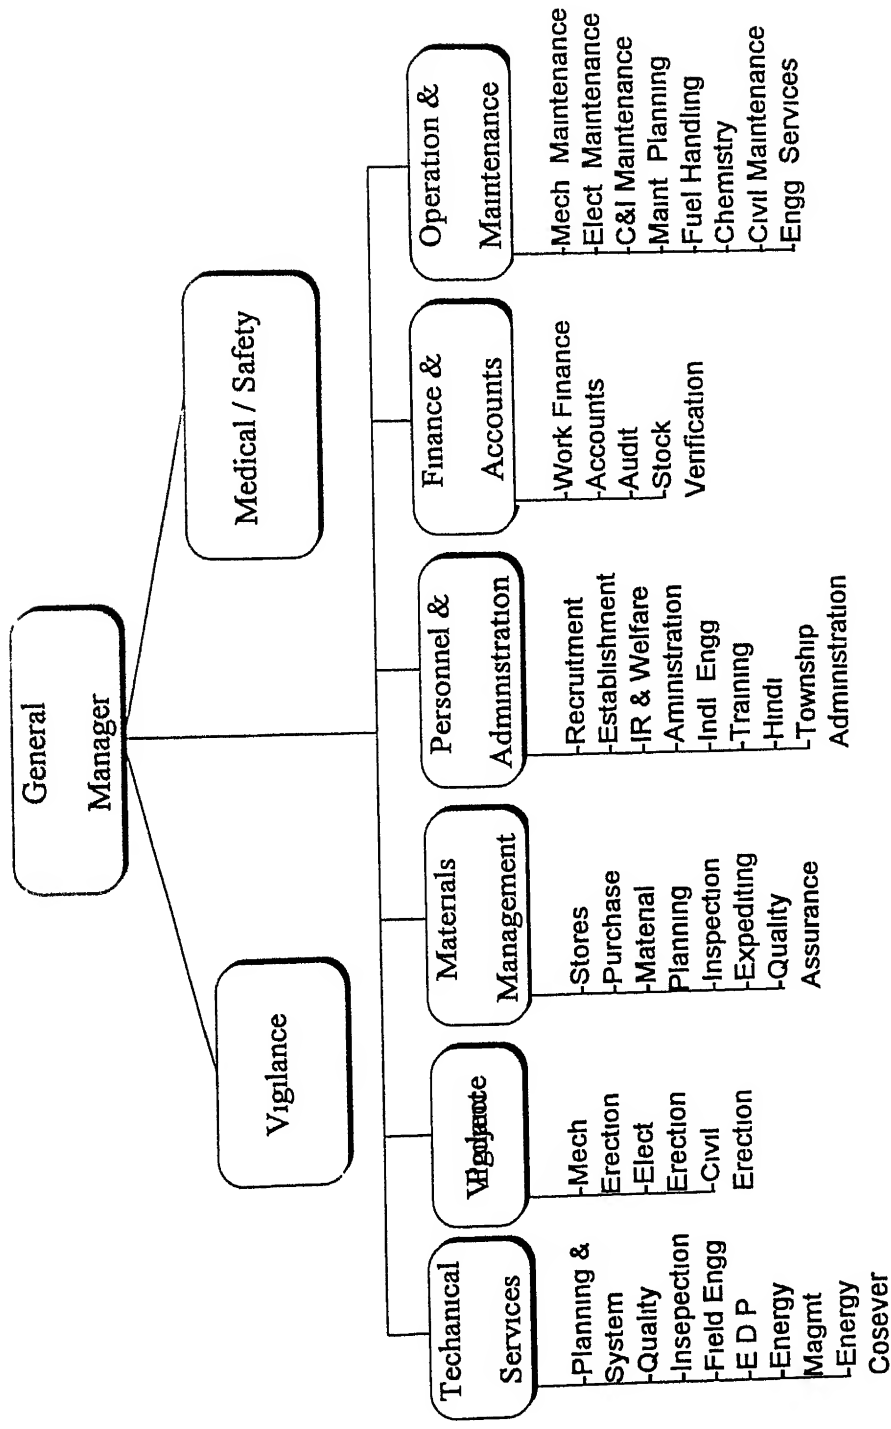 General
Manager
Vigilance
Medical / Safety
Techanical
Services
Planning &
System
Quality
Insepection
Field Engg
E D P
Energy
Magmt
Energy
Cosever
Mech
Erection
Elect
Erection
Civil
Erection
Materials
Management
Stores
Purchase
Material
Planning
Inspection
Expediting
Quality
Assurance
Personnel &
Administration
Recruitment
Establishment
IR & Welfare
Aministration
Indl Engg
Training
Hindi
Township
Administration
Finance &
Accounts
Work Finance
Accounts
Audit
Stock
Verification
Operation &
Maintenance
Mech Maintenance
Elect Maintenance
C&I Maintenance
Maint Planning
Fuel Handling
Chemistry
Civil Maintenance
Engg Services